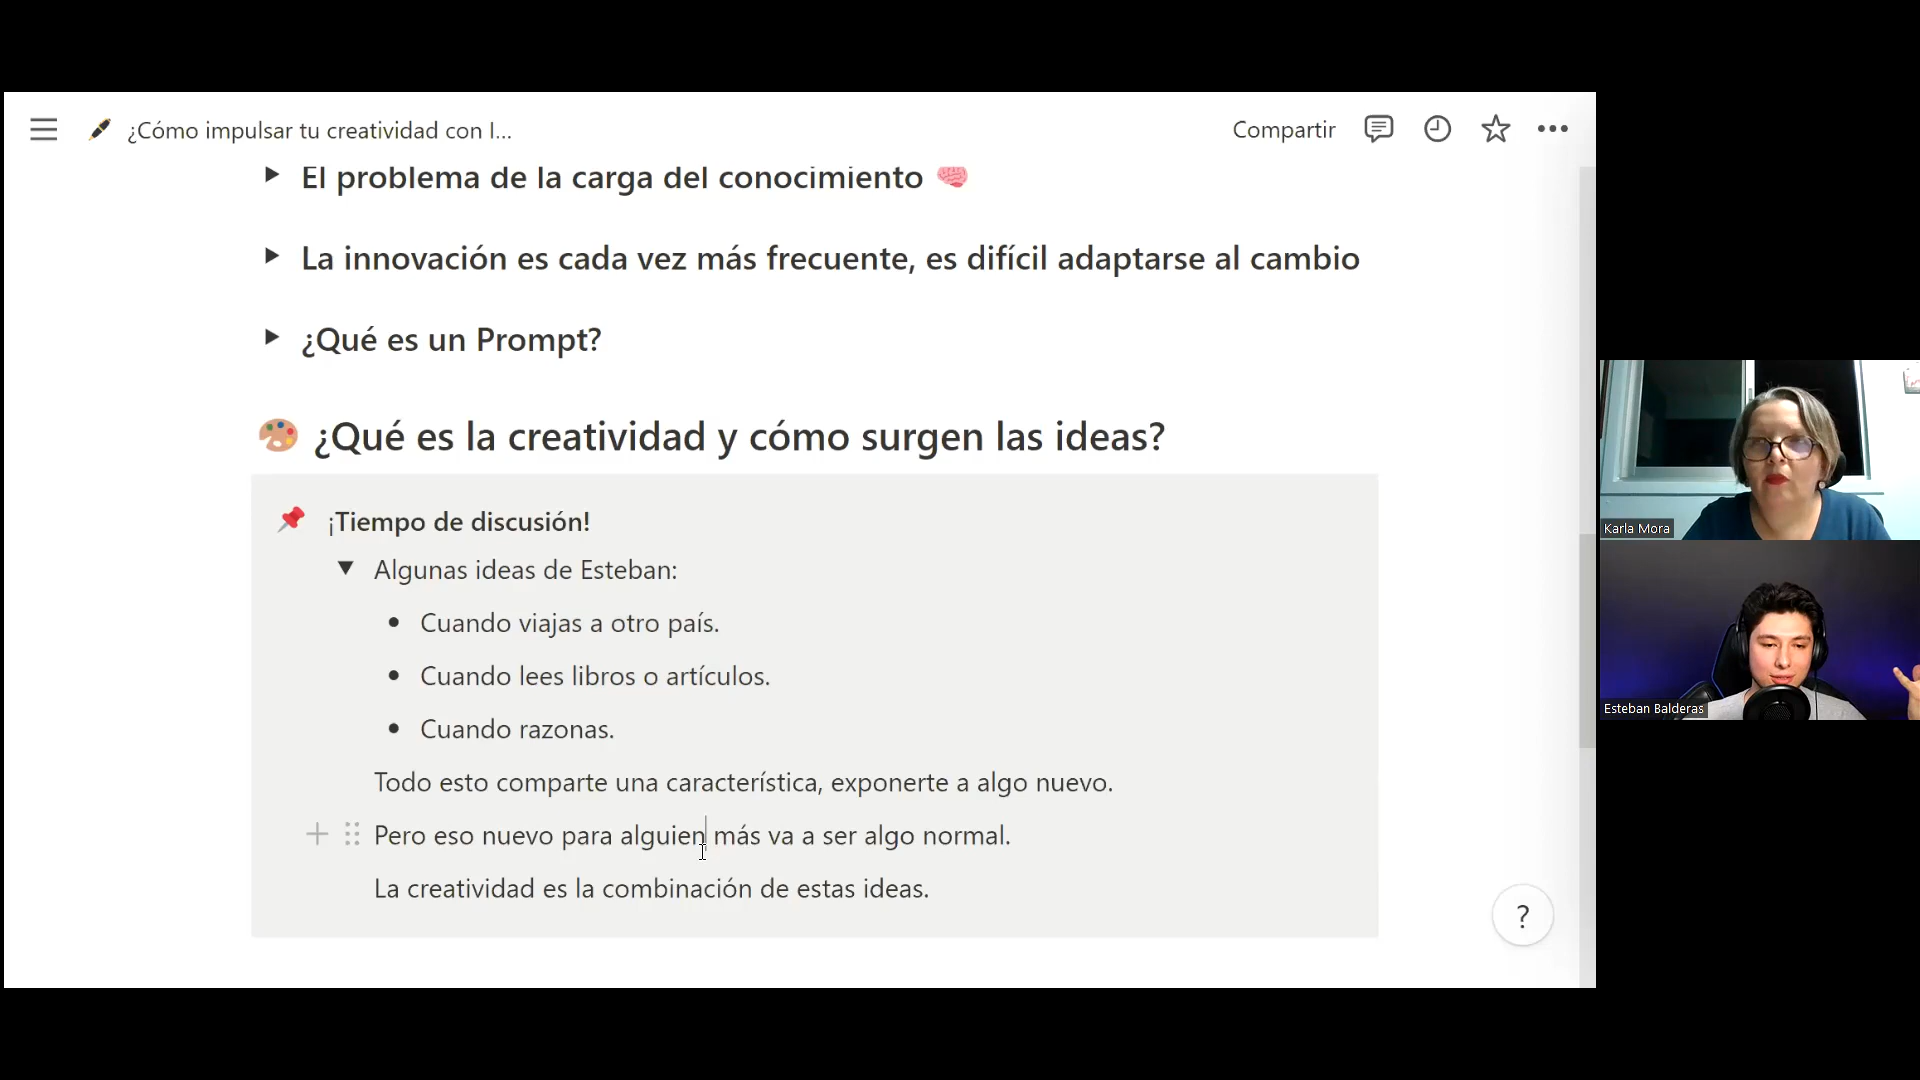 ¿Cómo impulsar tu creatividad con I...
Compartir
El problema de la carga del conocimiento
La innovación es cada vez más frecuente, es difícil adaptarse al cambio
¿Qué es un Prompt?
¿Qué es la creatividad y cómo surgen las ideas?
¡Tiempo de discusión!
Algunas ideas de Esteban:
Cuando viajas a otro país.
Cuando lees libros o artículos.
Cuando razonas.
Todo esto comparte una característica, exponerte a algo nuevo.
Pero eso nuevo para alguien más va a ser algo normal.
La creatividad es la combinación de estas ideas.
?
Karla Mora
Esteban Balderas